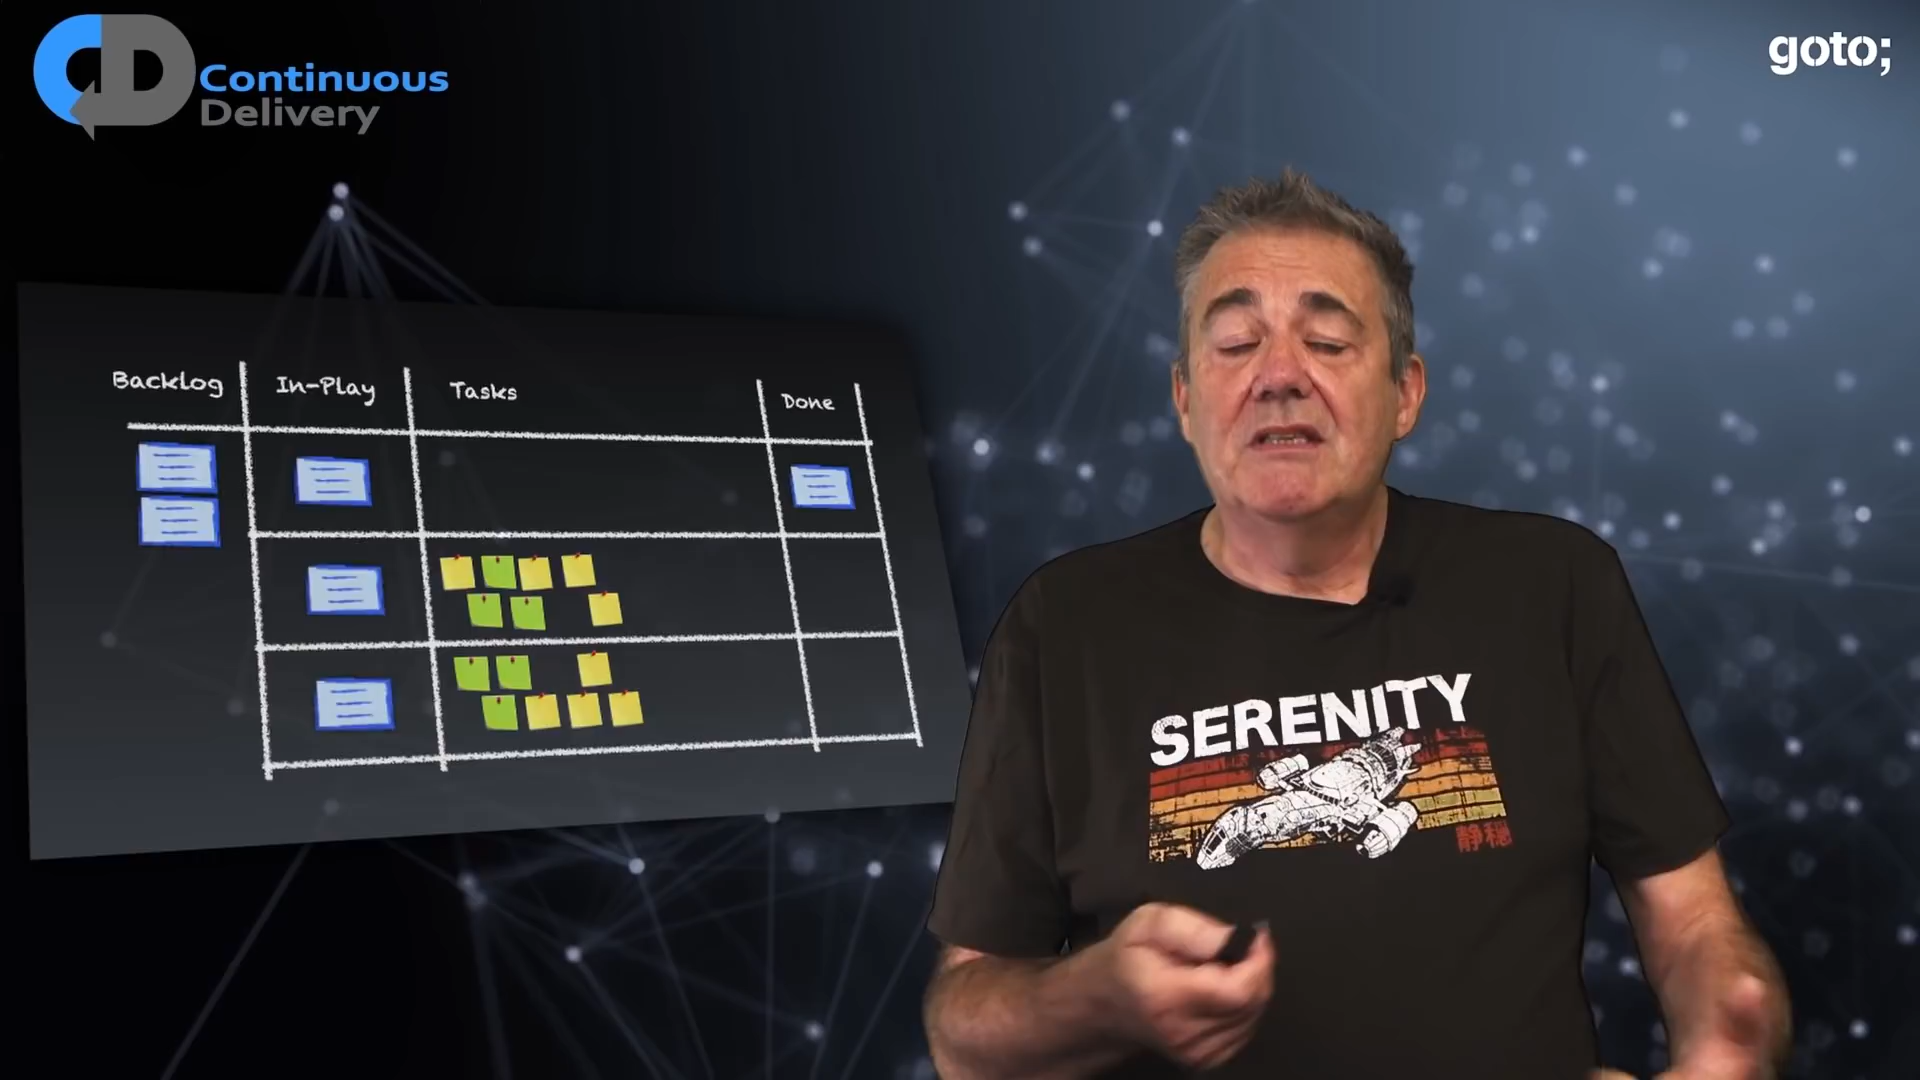 Continuous
Delivery
goto;
Backlog
In-Play
Tasks
Done
SERENITY
静穏